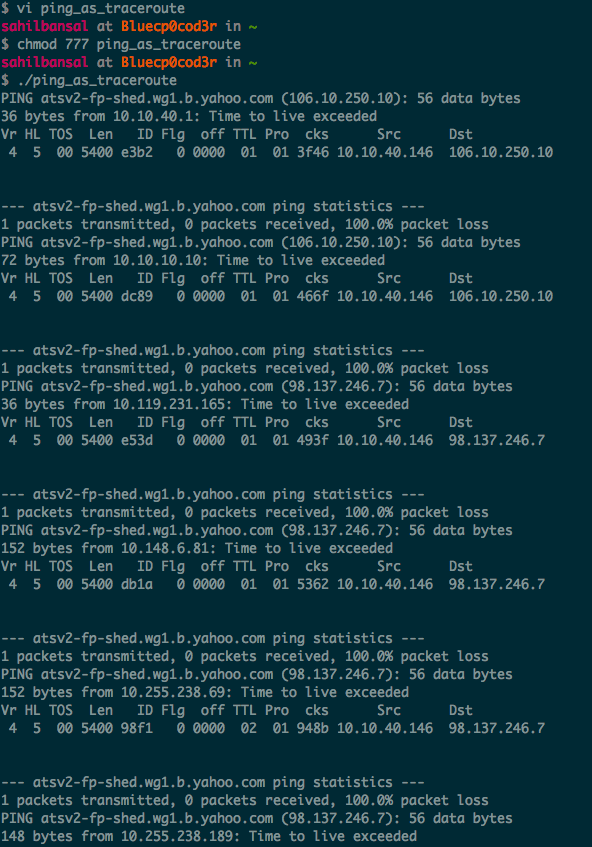 $ vi ping_as_traceroute
sahilbansal at Bluecp0cod3r in ~
$ chmod 777 ping_as_traceroute
sahilbansal at Bluecp0cod3r in ~
$ ./ping_as_traceroute
PING atsv2-fp-shed.wg1.b.yahoo.com (106.10.250.10): 56 data bytes
36 bytes from 10.10.40.1: Time to live exceeded
Vr HL TOS  Len   ID Flg  off TTL Pro  cks      Src      Dst
 4  5  00 5400 e3b2   0 0000  01  01 3f46 10.10.40.146  106.10.250.10
--- atsv2-fp-shed.wg1.b.yahoo.com ping statistics ---
1 packets transmitted, 0 packets received, 100.0% packet loss
PING atsv2-fp-shed.wg1.b.yahoo.com (106.10.250.10): 56 data bytes
72 bytes from 10.10.10.10: Time to live exceeded
Vr HL TOS  Len   ID Flg  off TTL Pro  cks      Src      Dst
 4  5  00 5400 dc89   0 0000  01  01 466f 10.10.40.146  106.10.250.10
--- atsv2-fp-shed.wg1.b.yahoo.com ping statistics ---
1 packets transmitted, 0 packets received, 100.0% packet loss
PING atsv2-fp-shed.wg1.b.yahoo.com (98.137.246.7): 56 data bytes
36 bytes from 10.119.231.165: Time to live exceeded
Vr HL TOS  Len   ID Flg  off TTL Pro  cks      Src      Dst
 4  5  00 5400 e53d   0 0000  01  01 493f 10.10.40.146  98.137.246.7
--- atsv2-fp-shed.wg1.b.yahoo.com ping statistics ---
1 packets transmitted, 0 packets received, 100.0% packet loss
PING atsv2-fp-shed.wg1.b.yahoo.com (98.137.246.7): 56 data bytes
152 bytes from 10.148.6.81: Time to live exceeded
Vr HL TOS  Len   ID Flg  off TTL Pro  cks      Src      Dst
 4  5  00 5400 db1a   0 0000  01  01 5362 10.10.40.146  98.137.246.7
--- atsv2-fp-shed.wg1.b.yahoo.com ping statistics ---
1 packets transmitted, 0 packets received, 100.0% packet loss
PING atsv2-fp-shed.wg1.b.yahoo.com (98.137.246.7): 56 data bytes
152 bytes from 10.255.238.69: Time to live exceeded
Vr HL TOS  Len   ID Flg  off TTL Pro  cks      Src      Dst
 4  5  00 5400 98f1   0 0000  02  01 948b 10.10.40.146  98.137.246.7
--- atsv2-fp-shed.wg1.b.yahoo.com ping statistics ---
1 packets transmitted, 0 packets received, 100.0% packet loss
PING atsv2-fp-shed.wg1.b.yahoo.com (98.137.246.7): 56 data bytes
148 bytes from 10.255.238.189: Time to live exceeded